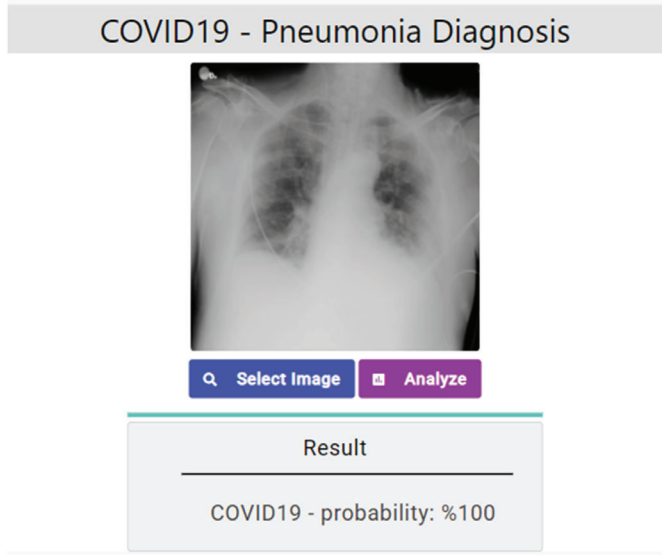 COVID19 - Pneumonia Diagnosis
Select Image
Analyze
Result
COVID19 - probability: %100